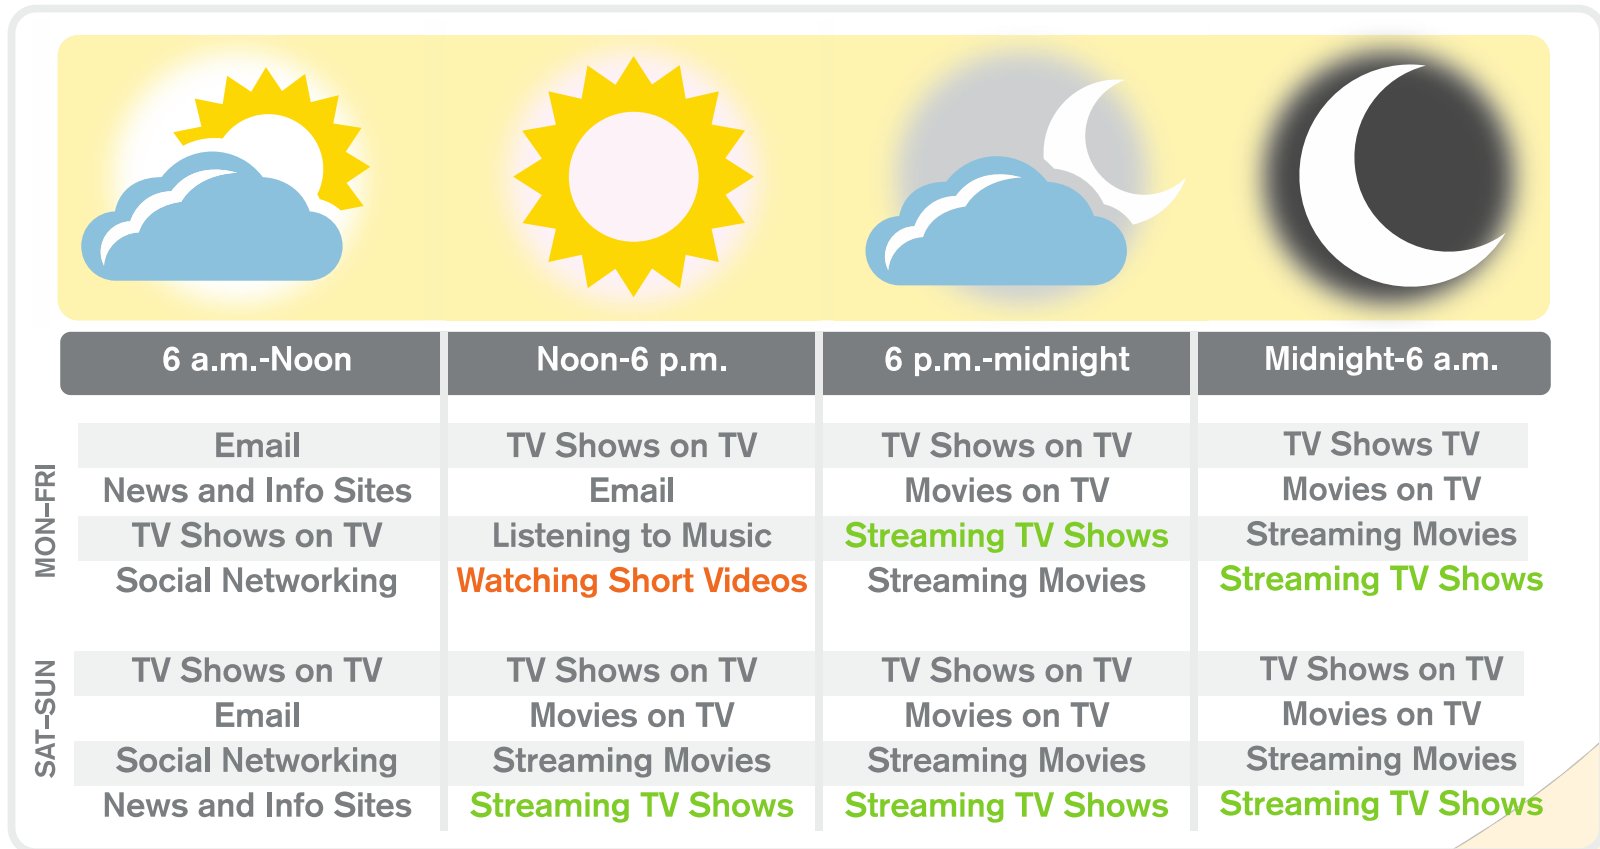 6 a.m.-Noon Noon-6 p.m. 6 p.m.-midnight Midnight-6 a.m.
MON–FRI
Email TV Shows on TV TV Shows on TV TV Shows TV
News and Info Sites Email Movies on TV Movies on TV
TV Shows on TV Listening to Music Streaming TV Shows Streaming Movies
Social Networking Watching Short Videos Streaming Movies Streaming TV Shows
SAT–SUN
TV Shows on TV TV Shows on TV TV Shows on TV TV Shows on TV
Email Movies on TV Movies on TV Movies on TV
Social Networking Streaming Movies Streaming Movies Streaming Movies
News and Info Sites Streaming TV Shows Streaming TV Shows Streaming TV Shows